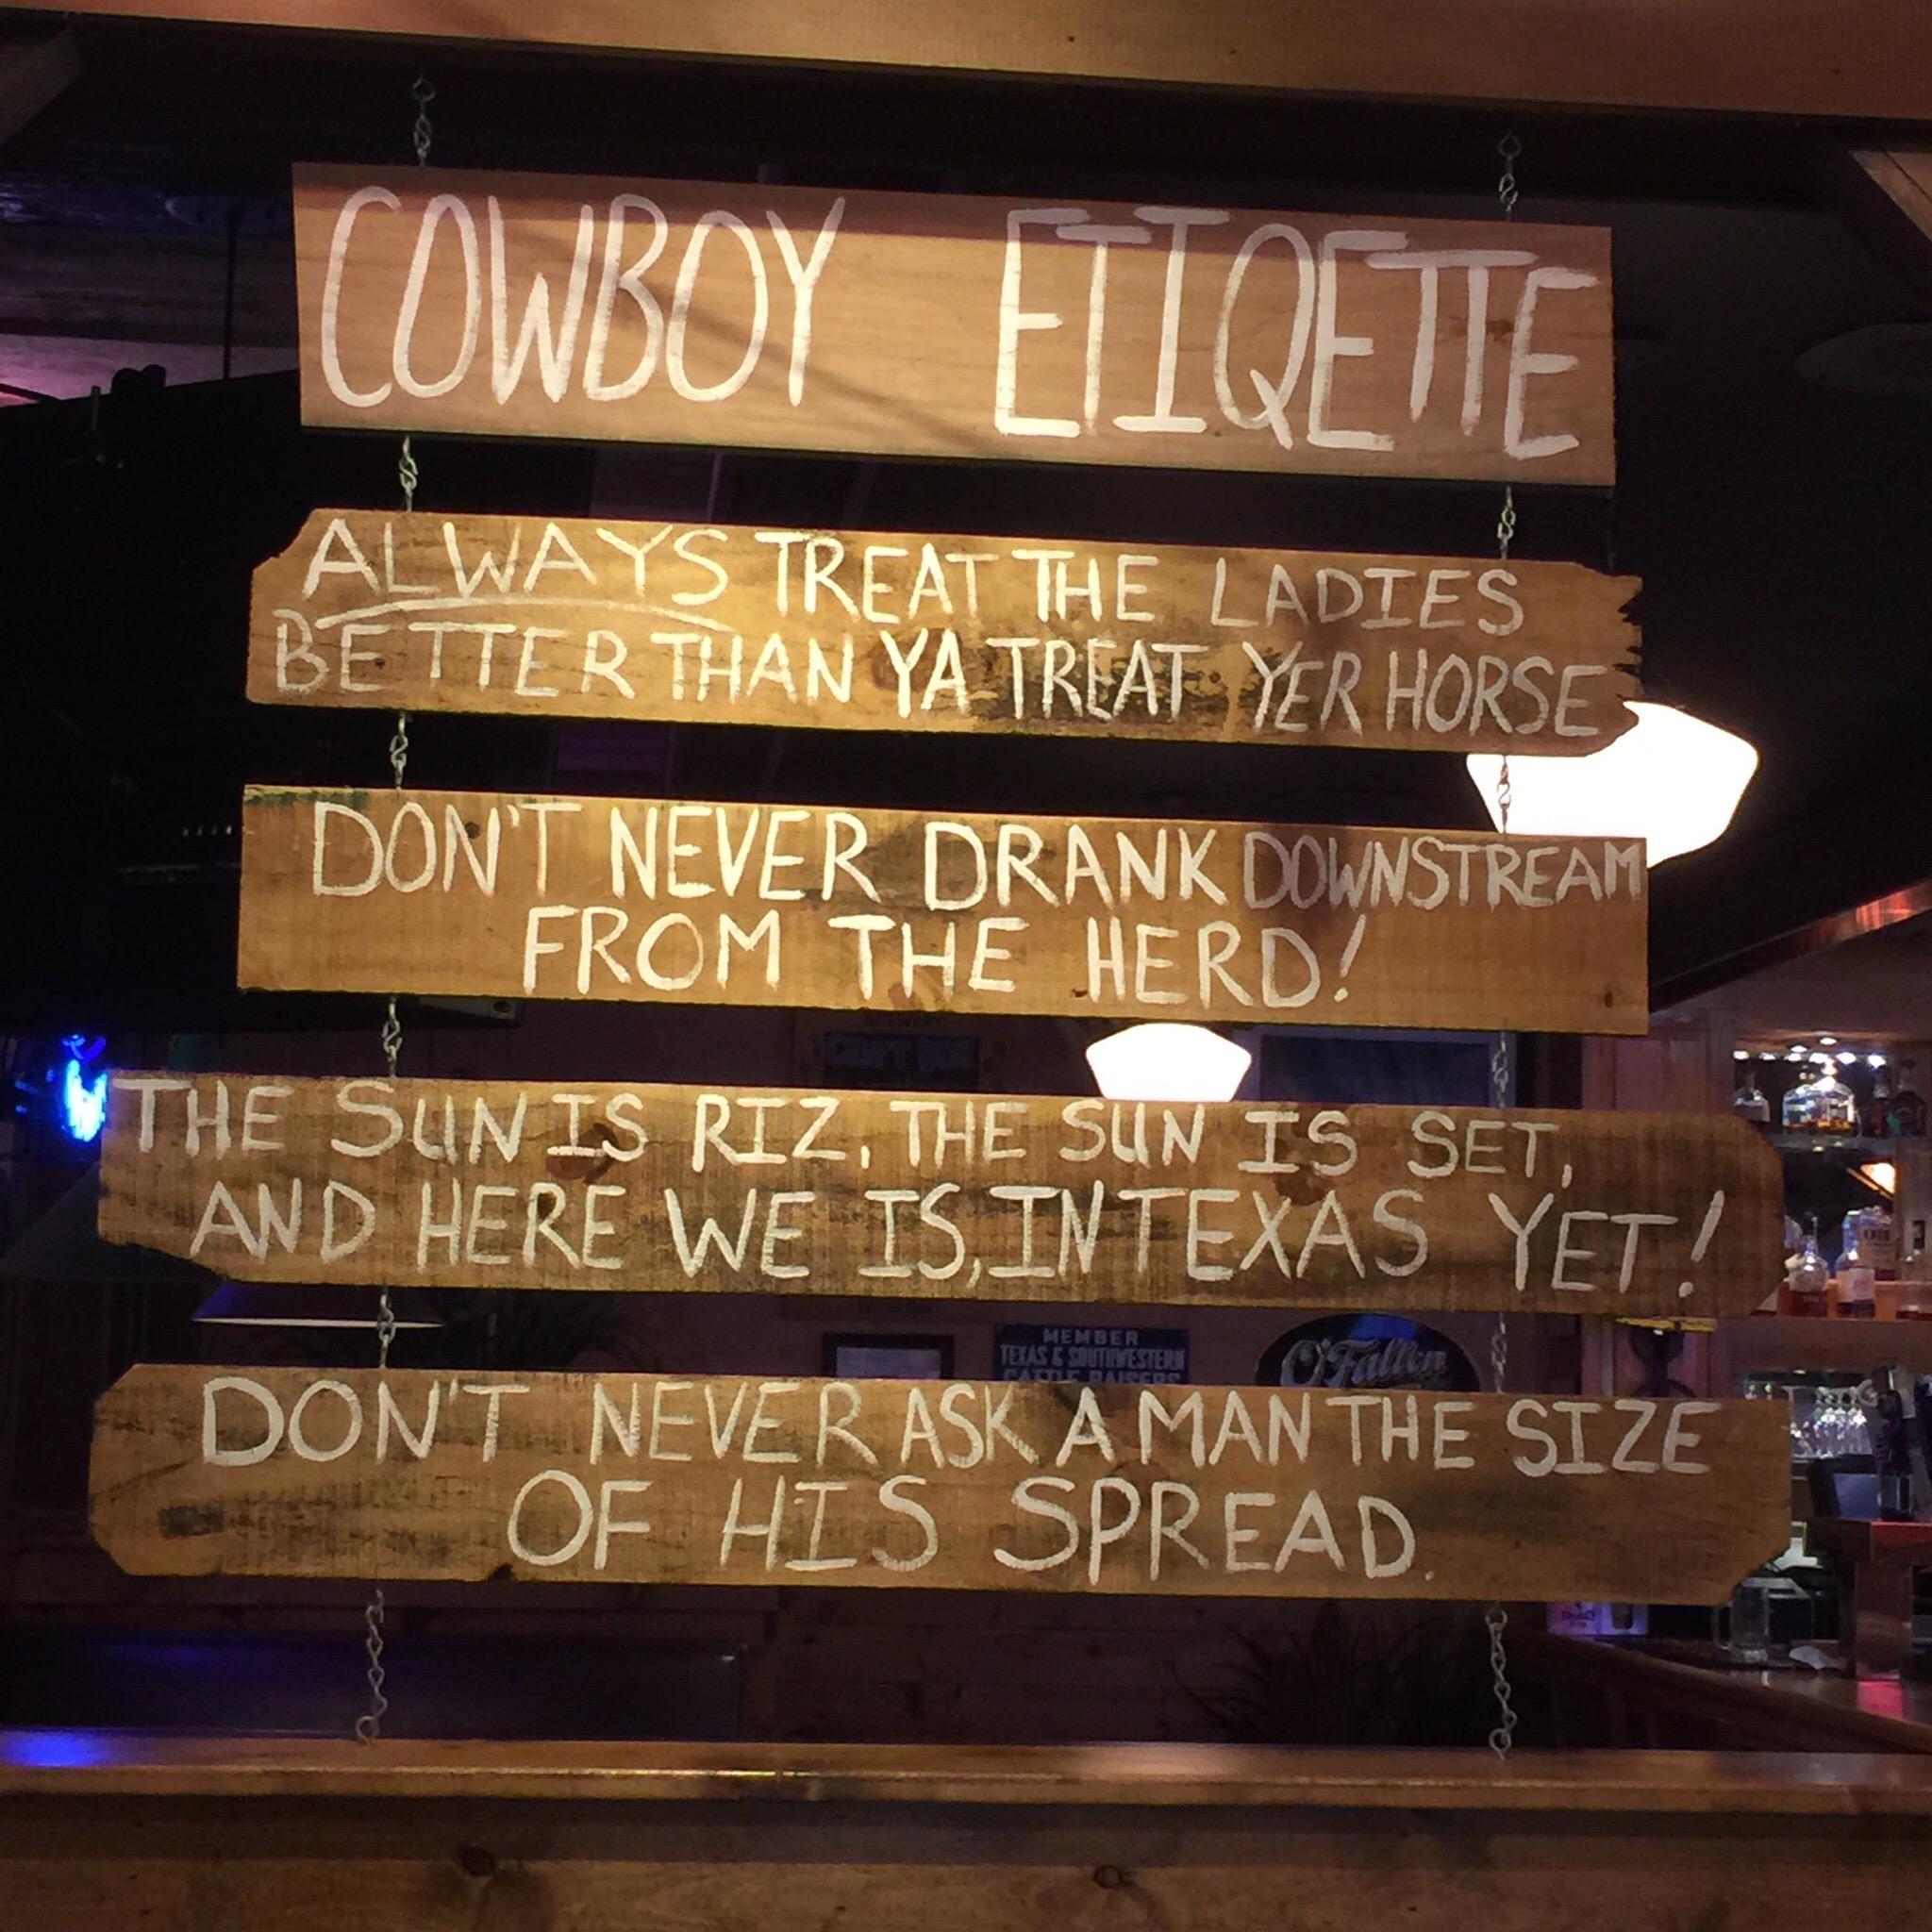 COWBOY ETIQETTE
ALWAYS TREAT THE LADIES
BETTER THAN YA TREAT YER HORSE
DON'T NEVER DRANK DOWNSTREAM
FROM THE HERD!
THE SUN IS RIZ, THE SUN IS SET,
AND HERE WE IS, IN TEXAS YET!
MEMBER
TEXAS & SOUTHWESTERN
CATTLE RAISERS
O'Fallon
DON'T NEVER ASK A MAN THE SIZE
OF HIS SPREAD.